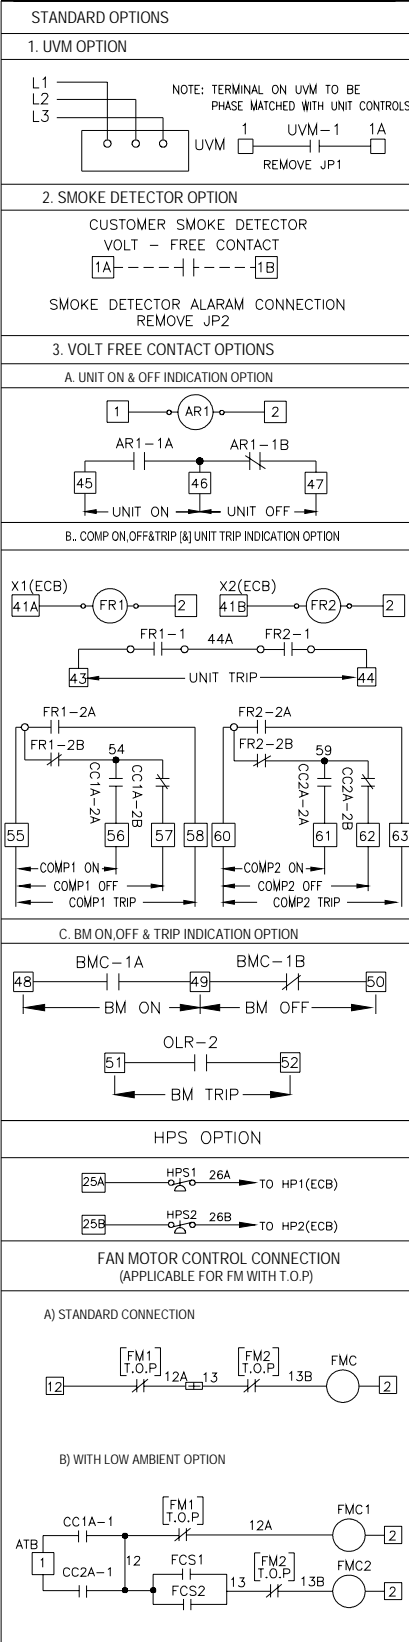 STANDARD OPTIONS
1. UVM OPTION
L1
L2
L3
NOTE: TERMINAL ON UVM TO BE
PHASE MATCHED WITH UNIT CONTROLS
UVM
1 UVM-1 1A
REMOVE JP1
2. SMOKE DETECTOR OPTION
CUSTOMER SMOKE DETECTOR
VOLT - FREE CONTACT
1A 1B
SMOKE DETECTOR ALARAM CONNECTION
REMOVE JP2
3. VOLT FREE CONTACT OPTIONS
A. UNIT ON & OFF INDICATION OPTION
1 AR1 2
AR1-1A AR1-1B
45 46 47
UNIT ON UNIT OFF
B.. COMP ON,OFF&TRIP [&] UNIT TRIP INDICATION OPTION
X1(ECB) X2(ECB)
41A FR1 2 41B FR2 2
FR1-1 44A FR2-1
43 UNIT TRIP 44
FR1-2A
FR1-2B 54
CC1A-2A CC1A-2B
55 56 57 58
COMP1 ON
COMP1 OFF
COMP1 TRIP
FR2-2A
FR2-2B 59
CC2A-2A CC2A-2B
60 61 62 63
COMP2 ON
COMP2 OFF
COMP2 TRIP
C. BM ON,OFF & TRIP INDICATION OPTION
BMC-1A BMC-1B
48 49 50
BM ON BM OFF
OLR-2
51 52
BM TRIP
HPS OPTION
25A HPS1 26A TO HP1(ECB)
25B HPS2 26B TO HP2(ECB)
FAN MOTOR CONTROL CONNECTION
(APPLICABLE FOR FM WITH T.O.P)
A) STANDARD CONNECTION
FM1 T.O.P FM2 T.O.P FMC
12 12A 13 13B 2
B) WITH LOW AMBIENT OPTION
CC1A-1 FM1 T.O.P 12A FMC1 2
ATB
1 12
CC2A-1 FCS1 FCS2 13 FM2 T.O.P 13B FMC2 2